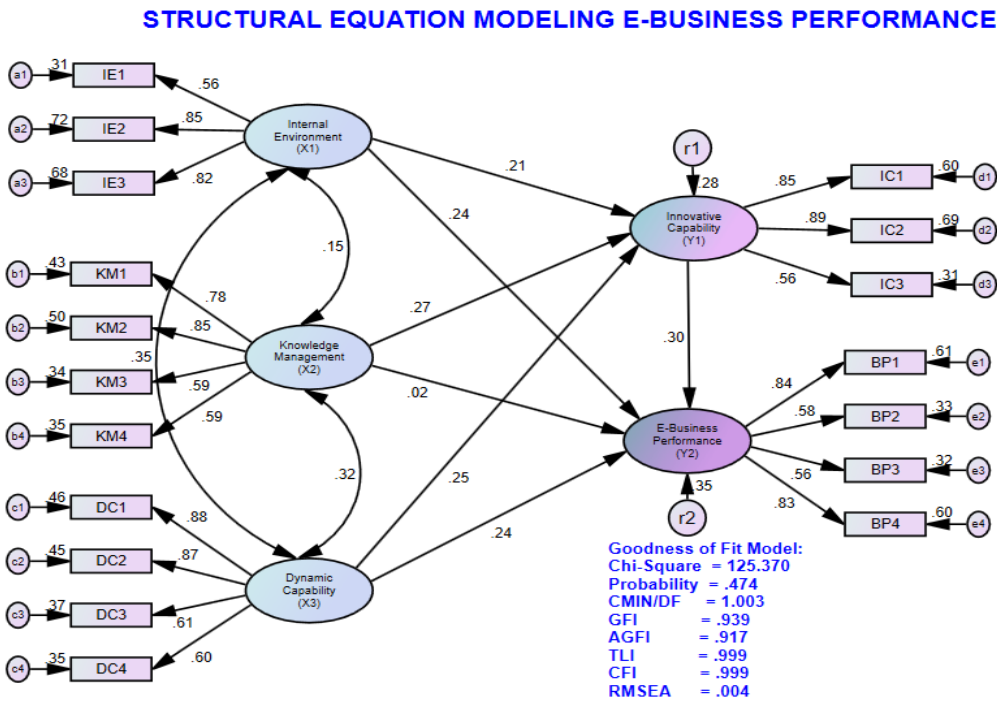 STRUCTURAL EQUATION MODELING E-BUSINESS PERFORMANCE
a1 .31 IE1 .56
a2 .72 IE2 .85
a3 .68 IE3 .82
Internal
Environment
(X1)
.21
.24
.15
.35
r1
.28
Innovative
Capability
(Y1)
.85 IC1 .60 d1
.89 IC2 .69 d2
.56 IC3 .31 d3
b1 .43 KM1 .78
b2 .50 KM2 .85
b3 .34 KM3 .59
b4 .35 KM4 .59
Knowledge
Management
(X2)
.27
.02
.32
.30
.84 BP1 .61 e1
.58 BP2 .33 e2
.56 BP3 .32 e3
.83 BP4 .60 e4
E-Business
Performance
(Y2)
.35
r2
c1 .46 DC1 .88
c2 .45 DC2 .87
c3 .37 DC3 .61
c4 .35 DC4 .60
Dynamic
Capability
(X3)
.25
.24
Goodness of Fit Model:
Chi-Square = 125.370
Probability = .474
CMIN/DF = 1.003
GFI = .939
AGFI = .917
TLI = .999
CFI = .999
RMSEA = .004